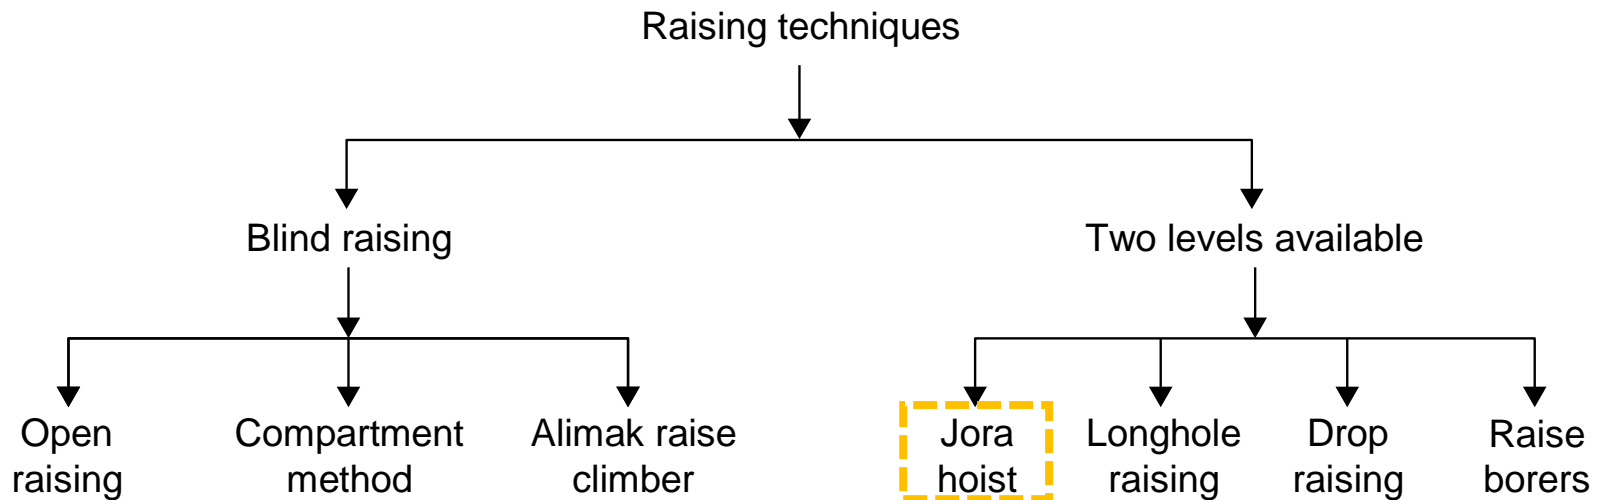 Raising techniques
Blind raising
Two levels available
Open
raising
Compartment
method
Alimak raise
climber
Jora
hoist
Longhole
raising
Drop
raising
Raise
borers